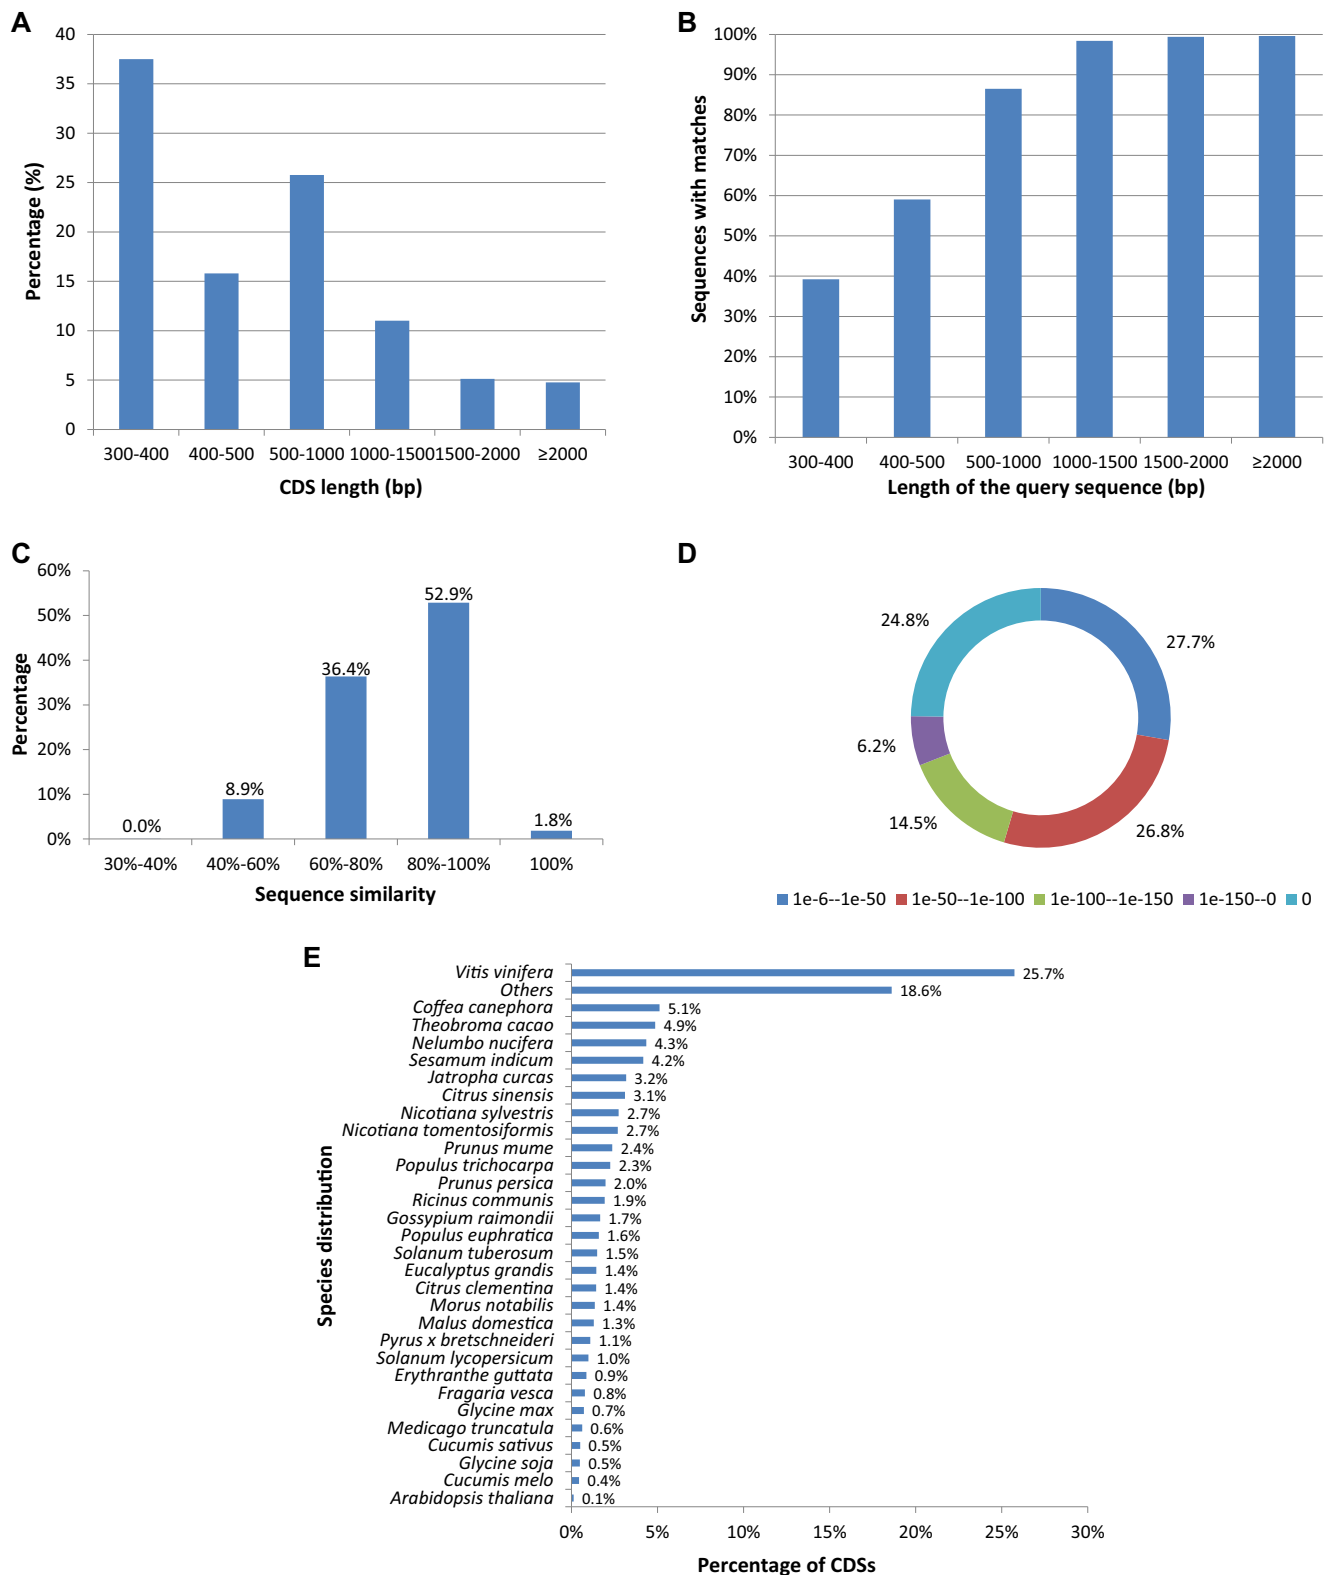 A
40
35
30
25
20
15
10
5
0
Percentage (%)
300-400 400-500 500-1000 1000-1500 1500-2000 ≥2000
CDS length (bp)
B
100%
90%
80%
70%
60%
50%
40%
30%
20%
10%
0%
Sequences with matches
300-400 400-500 500-1000 1000-1500 1500-2000 ≥2000
Length of the query sequence (bp)
C
60%
50%
40%
30%
20%
10%
0%
Percentage
0.0% 8.9% 36.4% 52.9% 1.8%
30%-40% 40%-60% 60%-80% 80%-100% 100%
Sequence similarity
D
24.8%
27.7%
6.2%
14.5%
26.8%
1e-6--1e-50 1e-50--1e-100 1e-100--1e-150 1e-150--0 0
E
Species distribution
Vitis vinifera 25.7%
Others 18.6%
Coffea canephora 5.1%
Theobroma cacao 4.9%
Nelumbo nucifera 4.3%
Sesamum indicum 4.2%
Jatropha curcas 3.2%
Citrus sinensis 3.1%
Nicotiana sylvestris 2.7%
Nicotiana tomentosiformis 2.7%
Prunus mume 2.4%
Populus trichocarpa 2.3%
Prunus persica 2.0%
Ricinus communis 1.9%
Gossypium raimondii 1.7%
Populus euphratica 1.6%
Solanum tuberosum 1.5%
Eucalyptus grandis 1.4%
Citrus clementina 1.4%
Morus notabilis 1.4%
Malus domestica 1.3%
Pyrus x bretschneideri 1.1%
Solanum lycopersicum 1.0%
Erythranthe guttata 0.9%
Fragaria vesca 0.8%
Glycine max 0.7%
Medicago truncatula 0.6%
Cucumis sativus 0.5%
Glycine soja 0.5%
Cucumis melo 0.4%
Arabidopsis thaliana 0.1%
0% 5% 10% 15% 20% 25% 30%
Percentage of CDSs